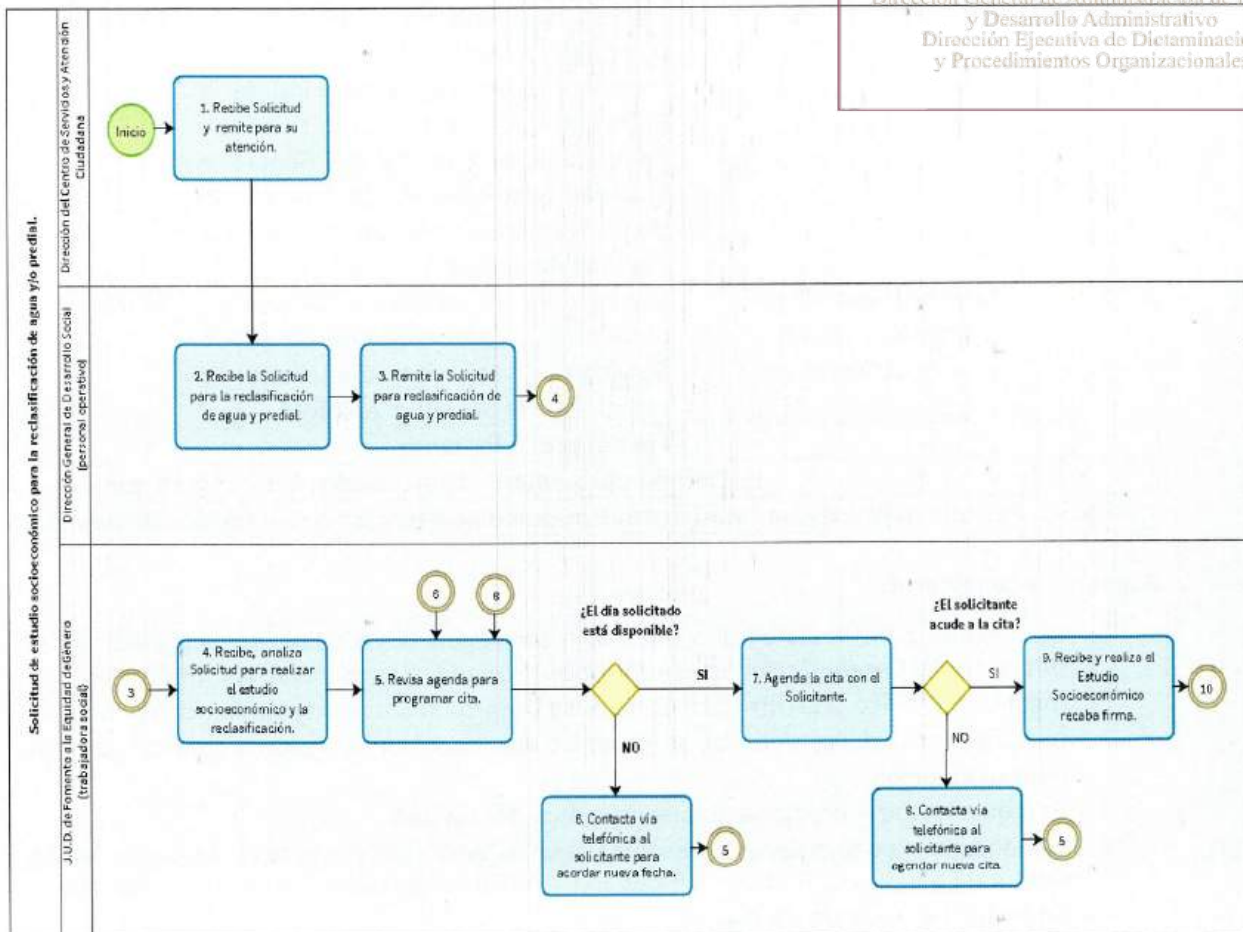 y Desarrollo Administrativo
Dirección Ejecutiva de Dictaminació
y Procedimientos Organizacionales
Solicitud de estudio socioeconómico para la reclasificación de agua y/o predial.
Dirección del Centro de Servicios y Atención
Ciudadana
Inicio
1. Recibe Solicitud
y remite para su
atención.
Dirección General de Desarrollo Social
(personal operativo)
2. Recibe la Solicitud
para la reclasificación
de agua y predial.
3. Remite la Solicitud
para reclasificación de
agua y predial.
4
J.U.D. de Fomento a la Equidad de Género
(trabajadora social)
3
4. Recibe, analiza
Solicitud para realizar
el estudio
socioeconómico y la
reclasificación.
6
8
5. Revisa agenda para
programar cita.
¿El día solicitado
está disponible?
SI
NO
6. Contacta vía
telefónica al
solicitante para
acordar nueva fecha.
5
7. Agenda la cita con el
Solicitante.
¿El solicitante
acude a la cita?
SI
NO
8. Contacta vía
telefónica al
solicitante para
agendar nueva cita.
5
9. Recibe y realiza el
Estudio
Socioeconómico
recaba firma.
10